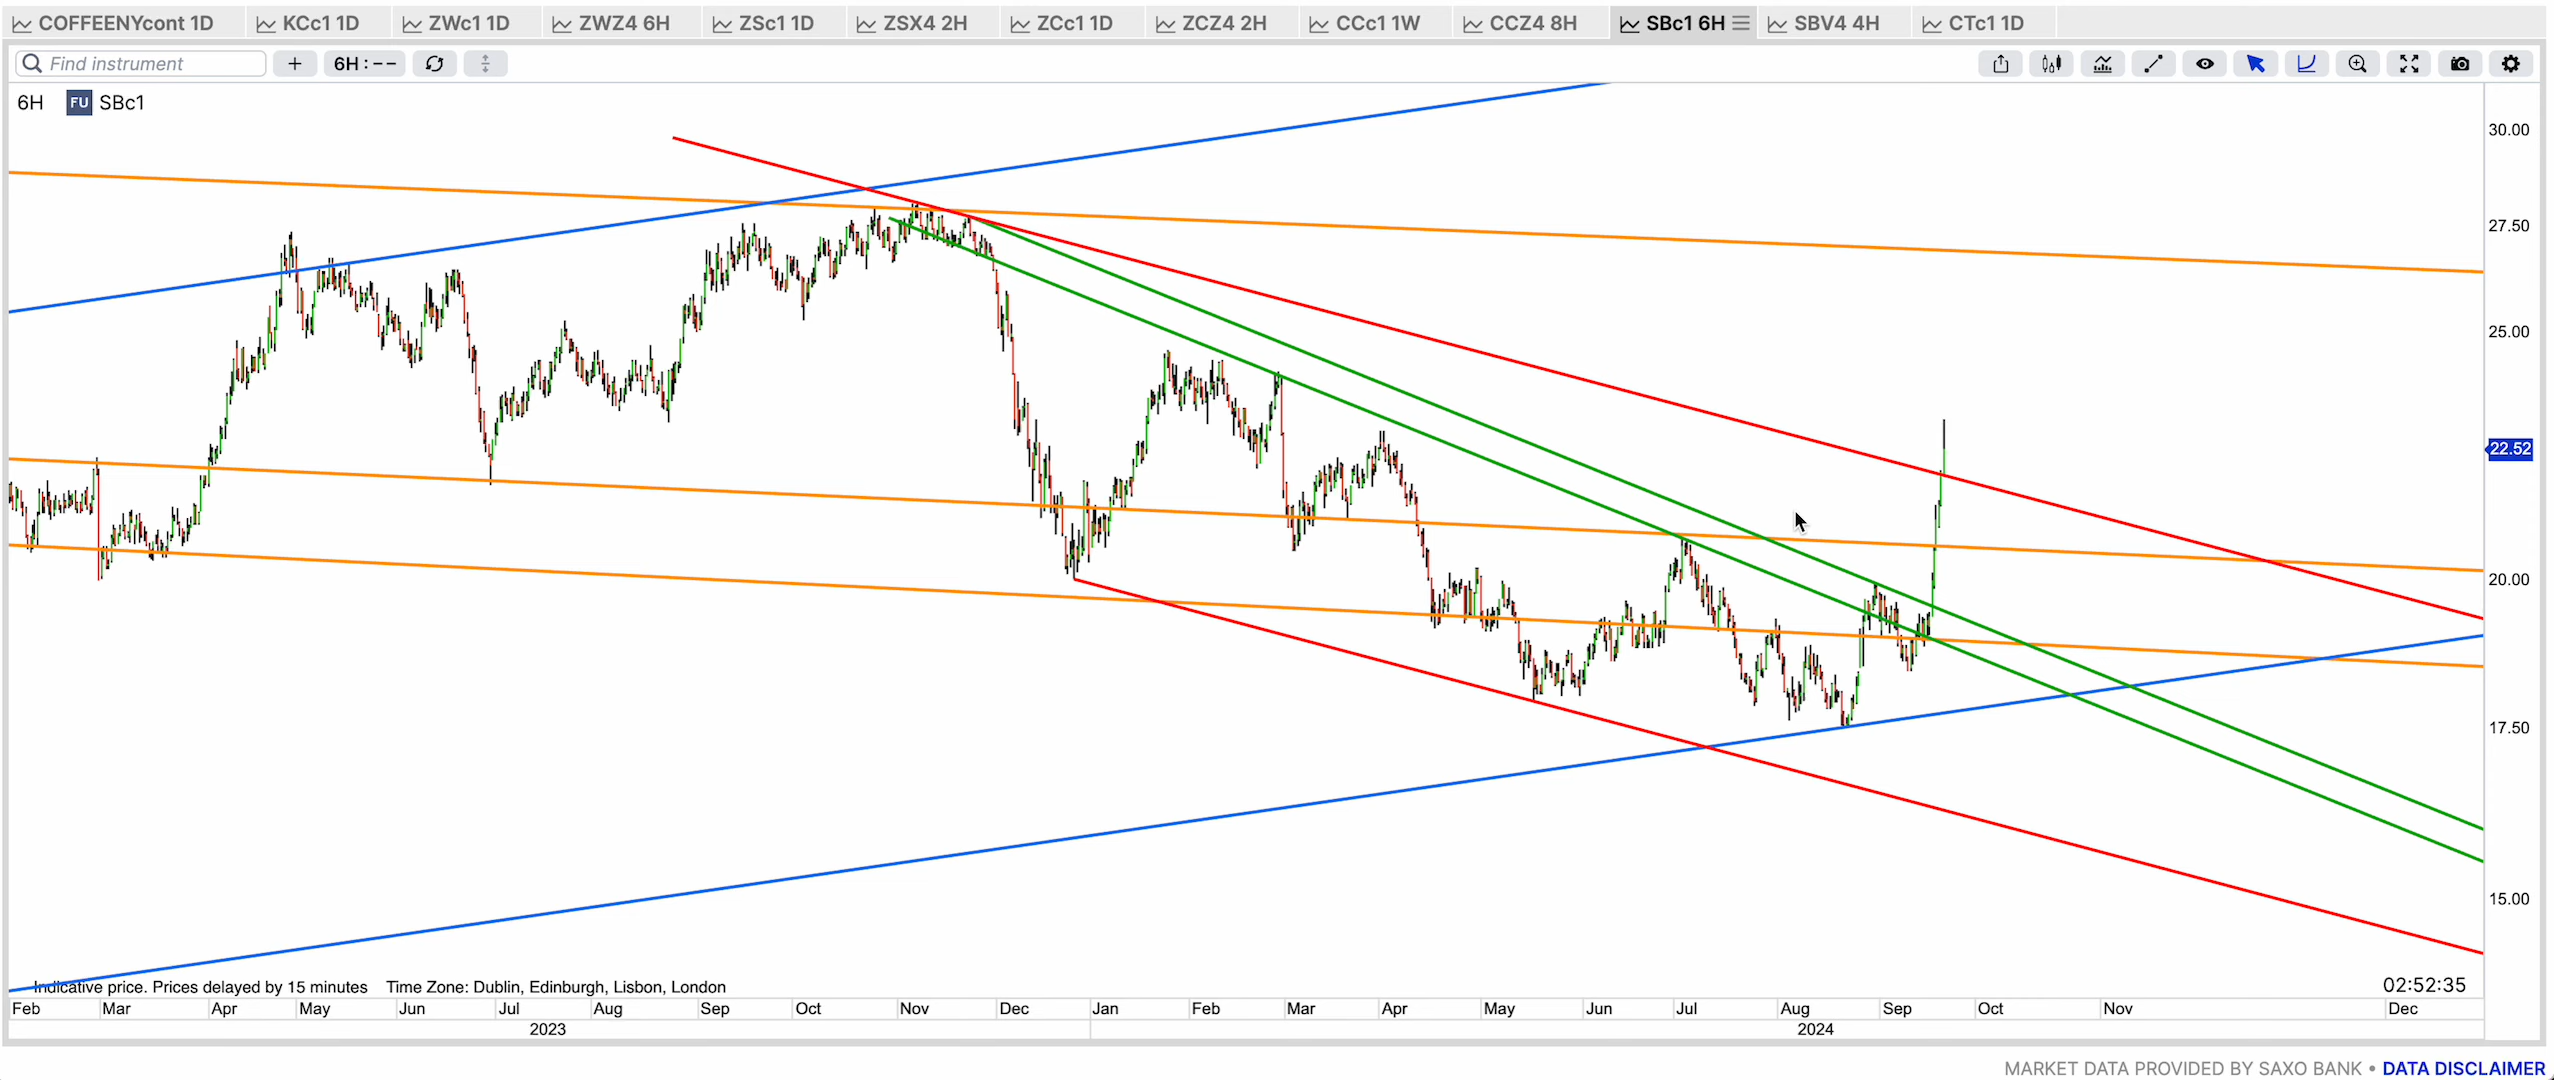 COFFEENYcont 1D KCc1 1D ZWc1 1D ZWZ4 6H ZSc1 1D ZSX4 2H ZCc1 1D ZCZ4 2H CCc1 1W CCZ4 8H SBc1 6H SBV4 4H CTc1 1D
Find instrument + 6H : --
6H FU SBc1
30.00
27.50
25.00
22.52
20.00
17.50
15.00
Indicative price. Prices delayed by 15 minutes Time Zone: Dublin, Edinburgh, Lisbon, London 02:52:35
Feb Mar Apr May Jun Jul Aug Sep Oct Nov Dec Jan Feb Mar Apr May Jun Jul Aug Sep Oct Nov Dec
2023 2024
MARKET DATA PROVIDED BY SAXO BANK • DATA DISCLAIMER